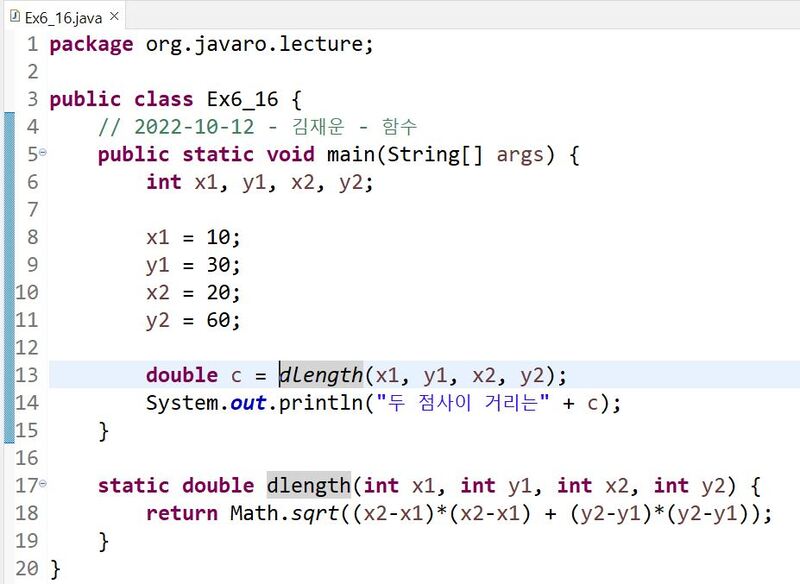 Ex6_16.java
1 package org.javaro.lecture;
2
3 public class Ex6_16 {
4     // 2022-10-12 - 김재운 - 함수
5     public static void main(String[] args) {
6         int x1, y1, x2, y2;
7
8         x1 = 10;
9         y1 = 30;
10         x2 = 20;
11         y2 = 60;
12
13         double c = dlength(x1, y1, x2, y2);
14         System.out.println("두 점사이 거리는" + c);
15     }
16
17     static double dlength(int x1, int y1, int x2, int y2) {
18         return Math.sqrt((x2-x1)*(x2-x1) + (y2-y1)*(y2-y1));
19     }
20 }